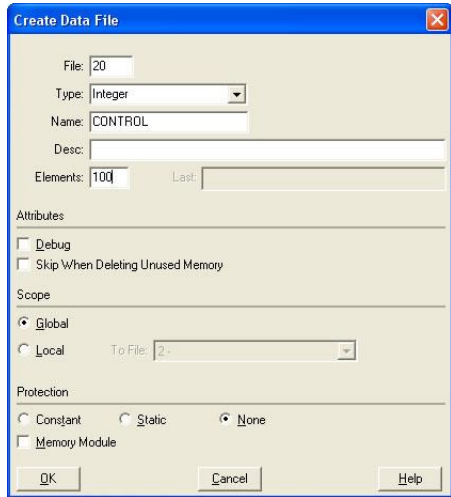 Create Data File
File: 20
Type: Integer
Name: CONTROL
Desc:
Elements: 100 Last:
Attributes
Debug
Skip When Deleting Unused Memory
Scope
Global
Local To File: 2 -
Protection
Constant Static None
Memory Module
OK Cancel Help